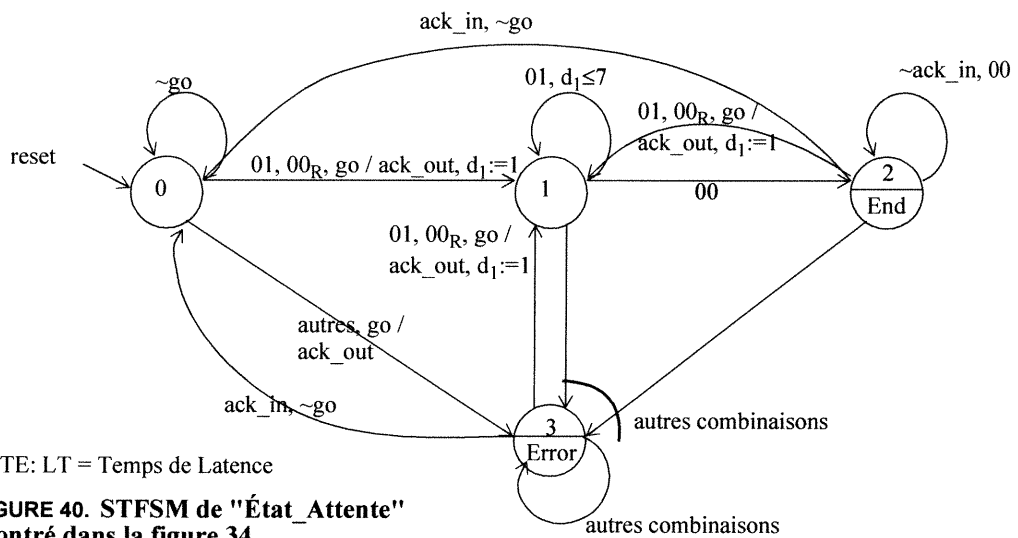 ack_in, ~go
~go
01, d1≤7
~ack_in, 00
01, 00R, go /
ack_out, d1:=1
reset
0
01, 00R, go / ack_out, d1:=1
1
00
2
End
01, 00R, go /
ack_out, d1:=1
autres, go /
ack_out
ack_in, ~go
3
Error
autres combinaisons
TE: LT = Temps de Latence
GURE 40. STFSM de "État_Attente"
ontré dans la figure 34
autres combinaisons